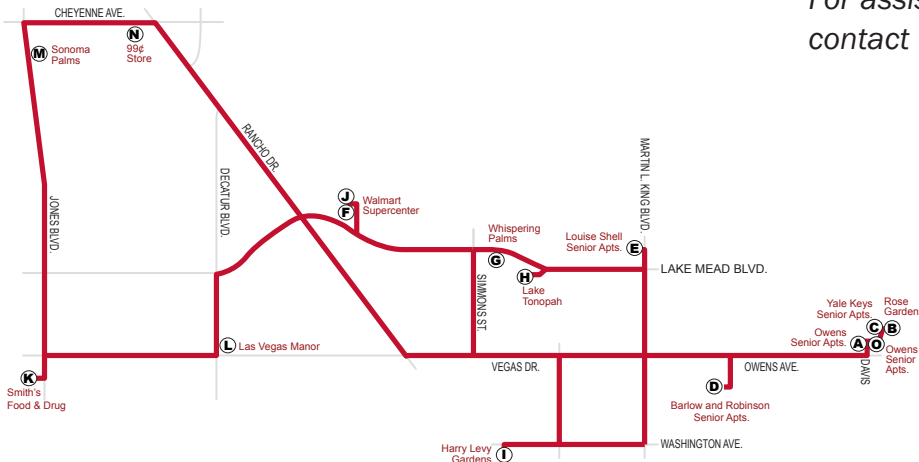 For assis
contact
CHEYENNE AVE.
N
99¢
Store
M
Sonoma
Palms
RANCHO DR.
MARTIN L. KING BLVD.
DECATUR BLVD.
JONES BLVD.
J
F
Walmart
Supercenter
Whispering
Palms
G
Louise Shell
Senior Apts.
E
LAKE MEAD BLVD.
H
Lake
Tonopah
SIMMONS ST.
Yale Keys
Senior Apts.
C
Rose
Garden
B
Owens
Senior Apts.
A
O
Owens
Senior
Apts.
L
Las Vegas Manor
VEGAS DR.
OWENS AVE.
DAVIS
K
Smith's
Food & Drug
D
Barlow and Robinson
Senior Apts.
WASHINGTON AVE.
Harry Levy
Gardens
I